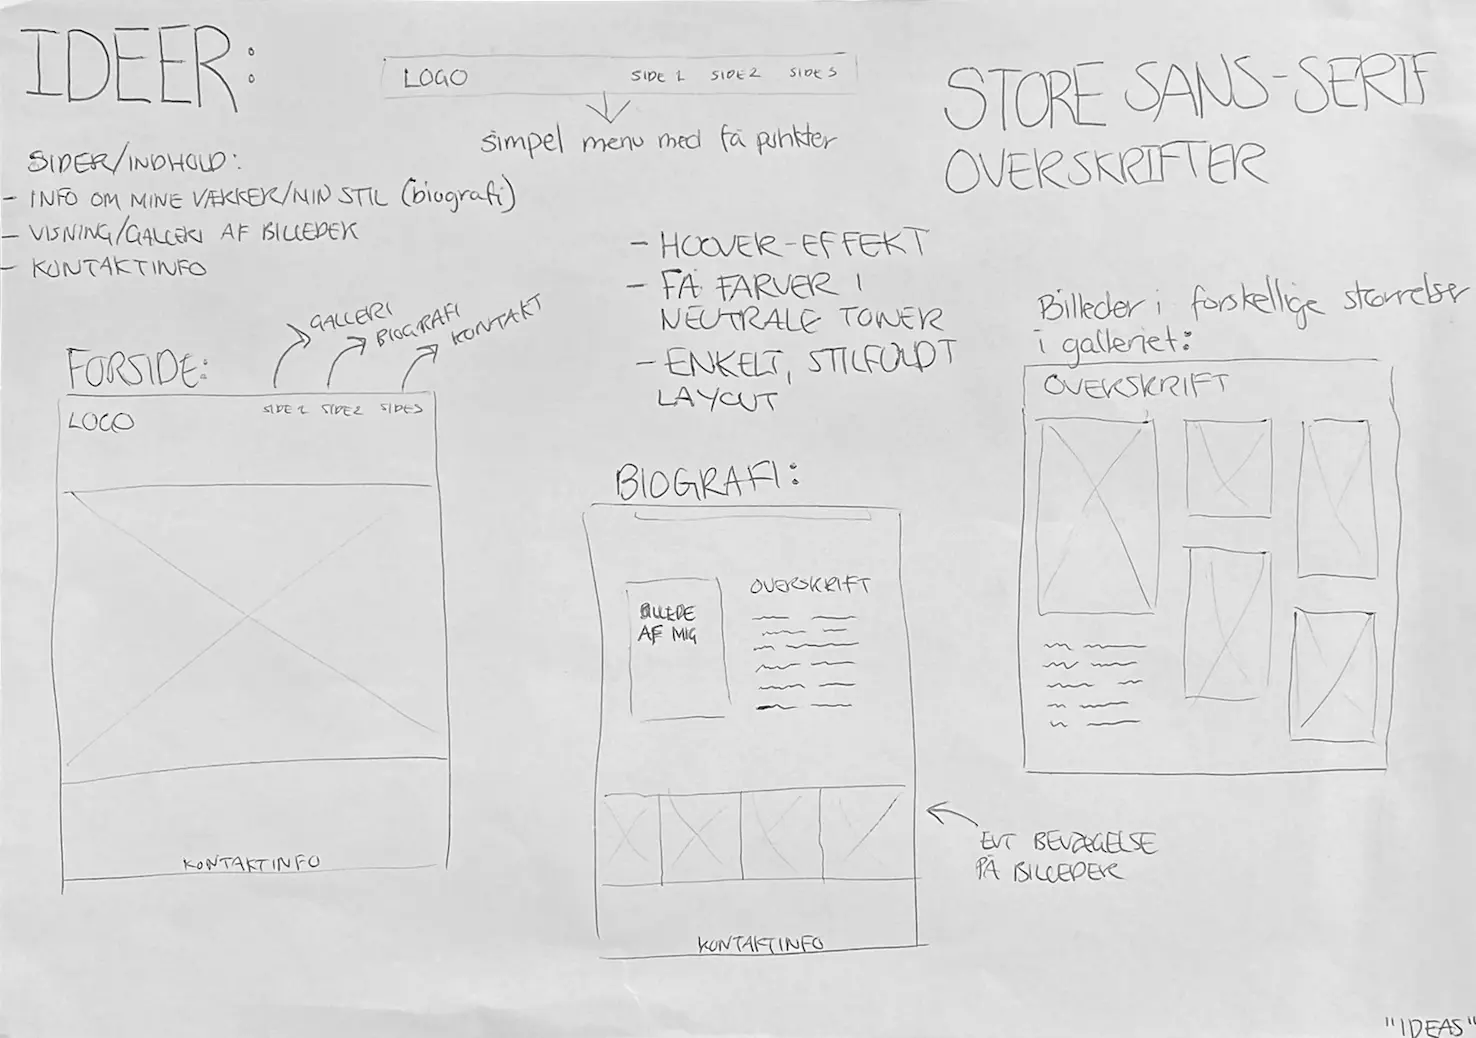 IDEER:
LOGO SIDE 1 SIDE 2 SIDE 3
simpel menu med få punkter
STORE SANS-SERIF
OVERSKRIFTER
SIDER/INDHOLD:
- INFO OM MINE VÆKKER/MIN STIL (biografi)
- VISNING/GALLERI AF BILLEDER
- KONTAKTINFO
- HOOVER-EFFEKT
- FÅ FARVER I
NEUTRALE TONER
- ENKELT, STILFULDT
LAYOUT
FORSIDE:
GALLERI
BIOGRAFI
KONTAKT
LOGO SIDE 1 SIDE 2 SIDE 3
KONTAKTINFO
BIOGRAFI:
BILLEDE
AF MIG
OVERSKRIFT
KONTAKTINFO
EVT BEVÆGELSE
PÅ BILLEDER
Billeder i forskellige størrelser
i galleriet:
OVERSKRIFT
"IDEAS"